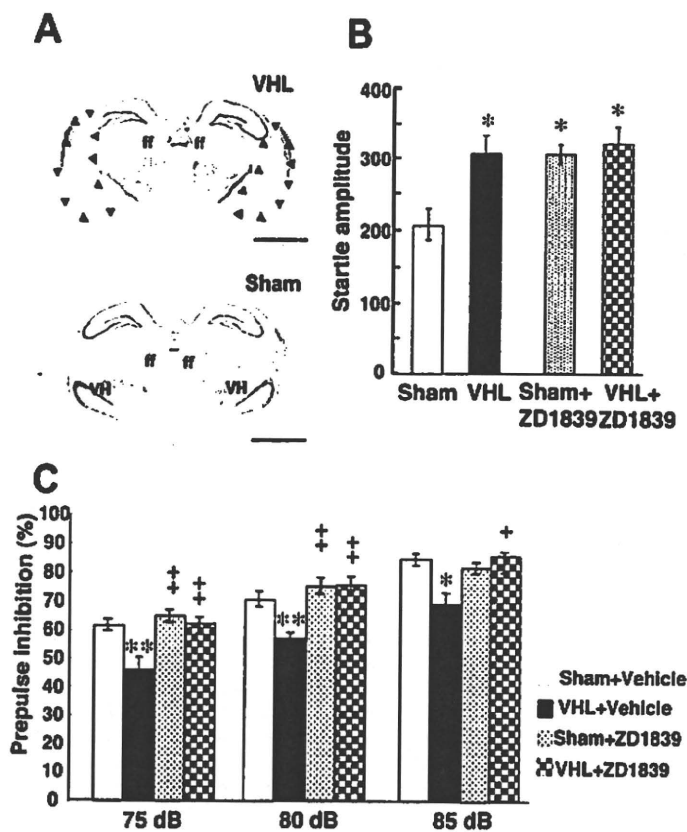 A
VHL
ff ff
Sham
ff ff
VH VH
B
Startle amplitude
400
300
200
100
0
*
*
*
Sham VHL Sham+ VHL+
ZD1839 ZD1839
C
Prepulse inhibition (%)
100
90
80
70
60
50
40
30
20
10
0
** ++ ++
** ++ ++
* +
75 dB 80 dB 85 dB
Sham+Vehicle
VHL+Vehicle
Sham+ZD1839
VHL+ZD1839